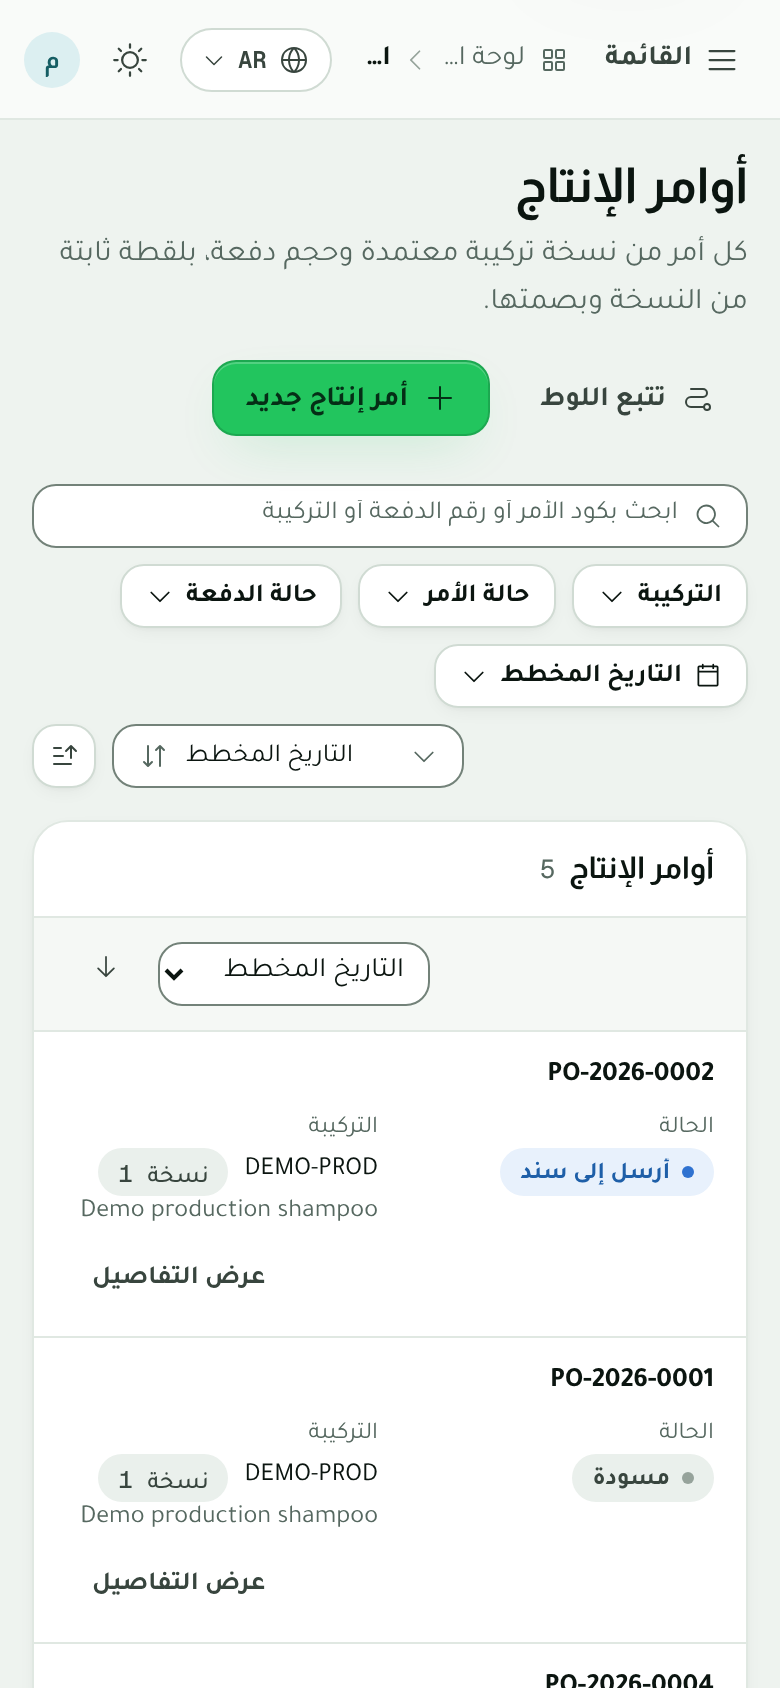 القائمة
لوحة ا...
ا...
AR
م
أوامر الإنتاج
كل أمر من نسخة تركيبة معتمدة وحجم دفعة، بلقطة ثابتة
من النسخة وبصمتها.
تتبع اللوط
أمر إنتاج جديد
ابحث بكود الأمر أو رقم الدفعة أو التركيبة
التركيبة
حالة الأمر
حالة الدفعة
التاريخ المخطط
التاريخ المخطط
أوامر الإنتاج 5
التاريخ المخطط
PO-2026-0002
الحالة
أرسل إلى سند
التركيبة
DEMO-PROD نسخة 1
Demo production shampoo
عرض التفاصيل
PO-2026-0001
الحالة
مسودة
التركيبة
DEMO-PROD نسخة 1
Demo production shampoo
عرض التفاصيل
PO-2026-0004